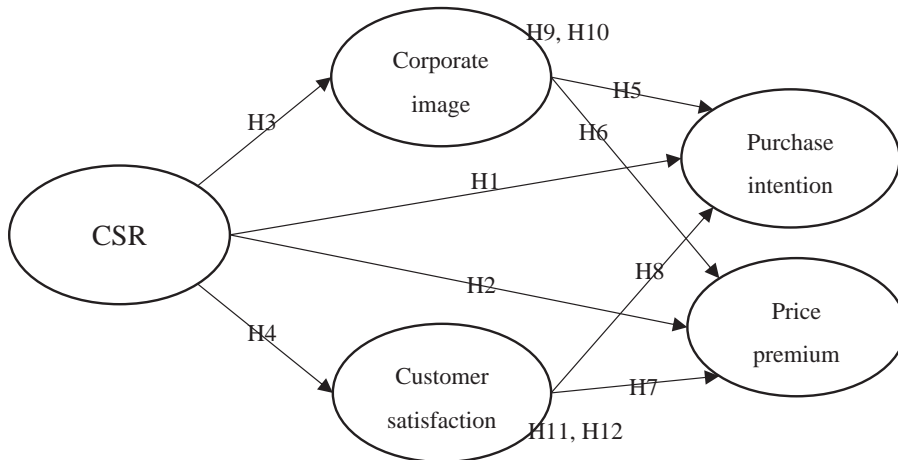 H9, H10
Corporate
image
H5
H3
H6
Purchase
intention
H1
CSR
H8
H2
Price
premium
H4
Customer
satisfaction
H7
H11, H12